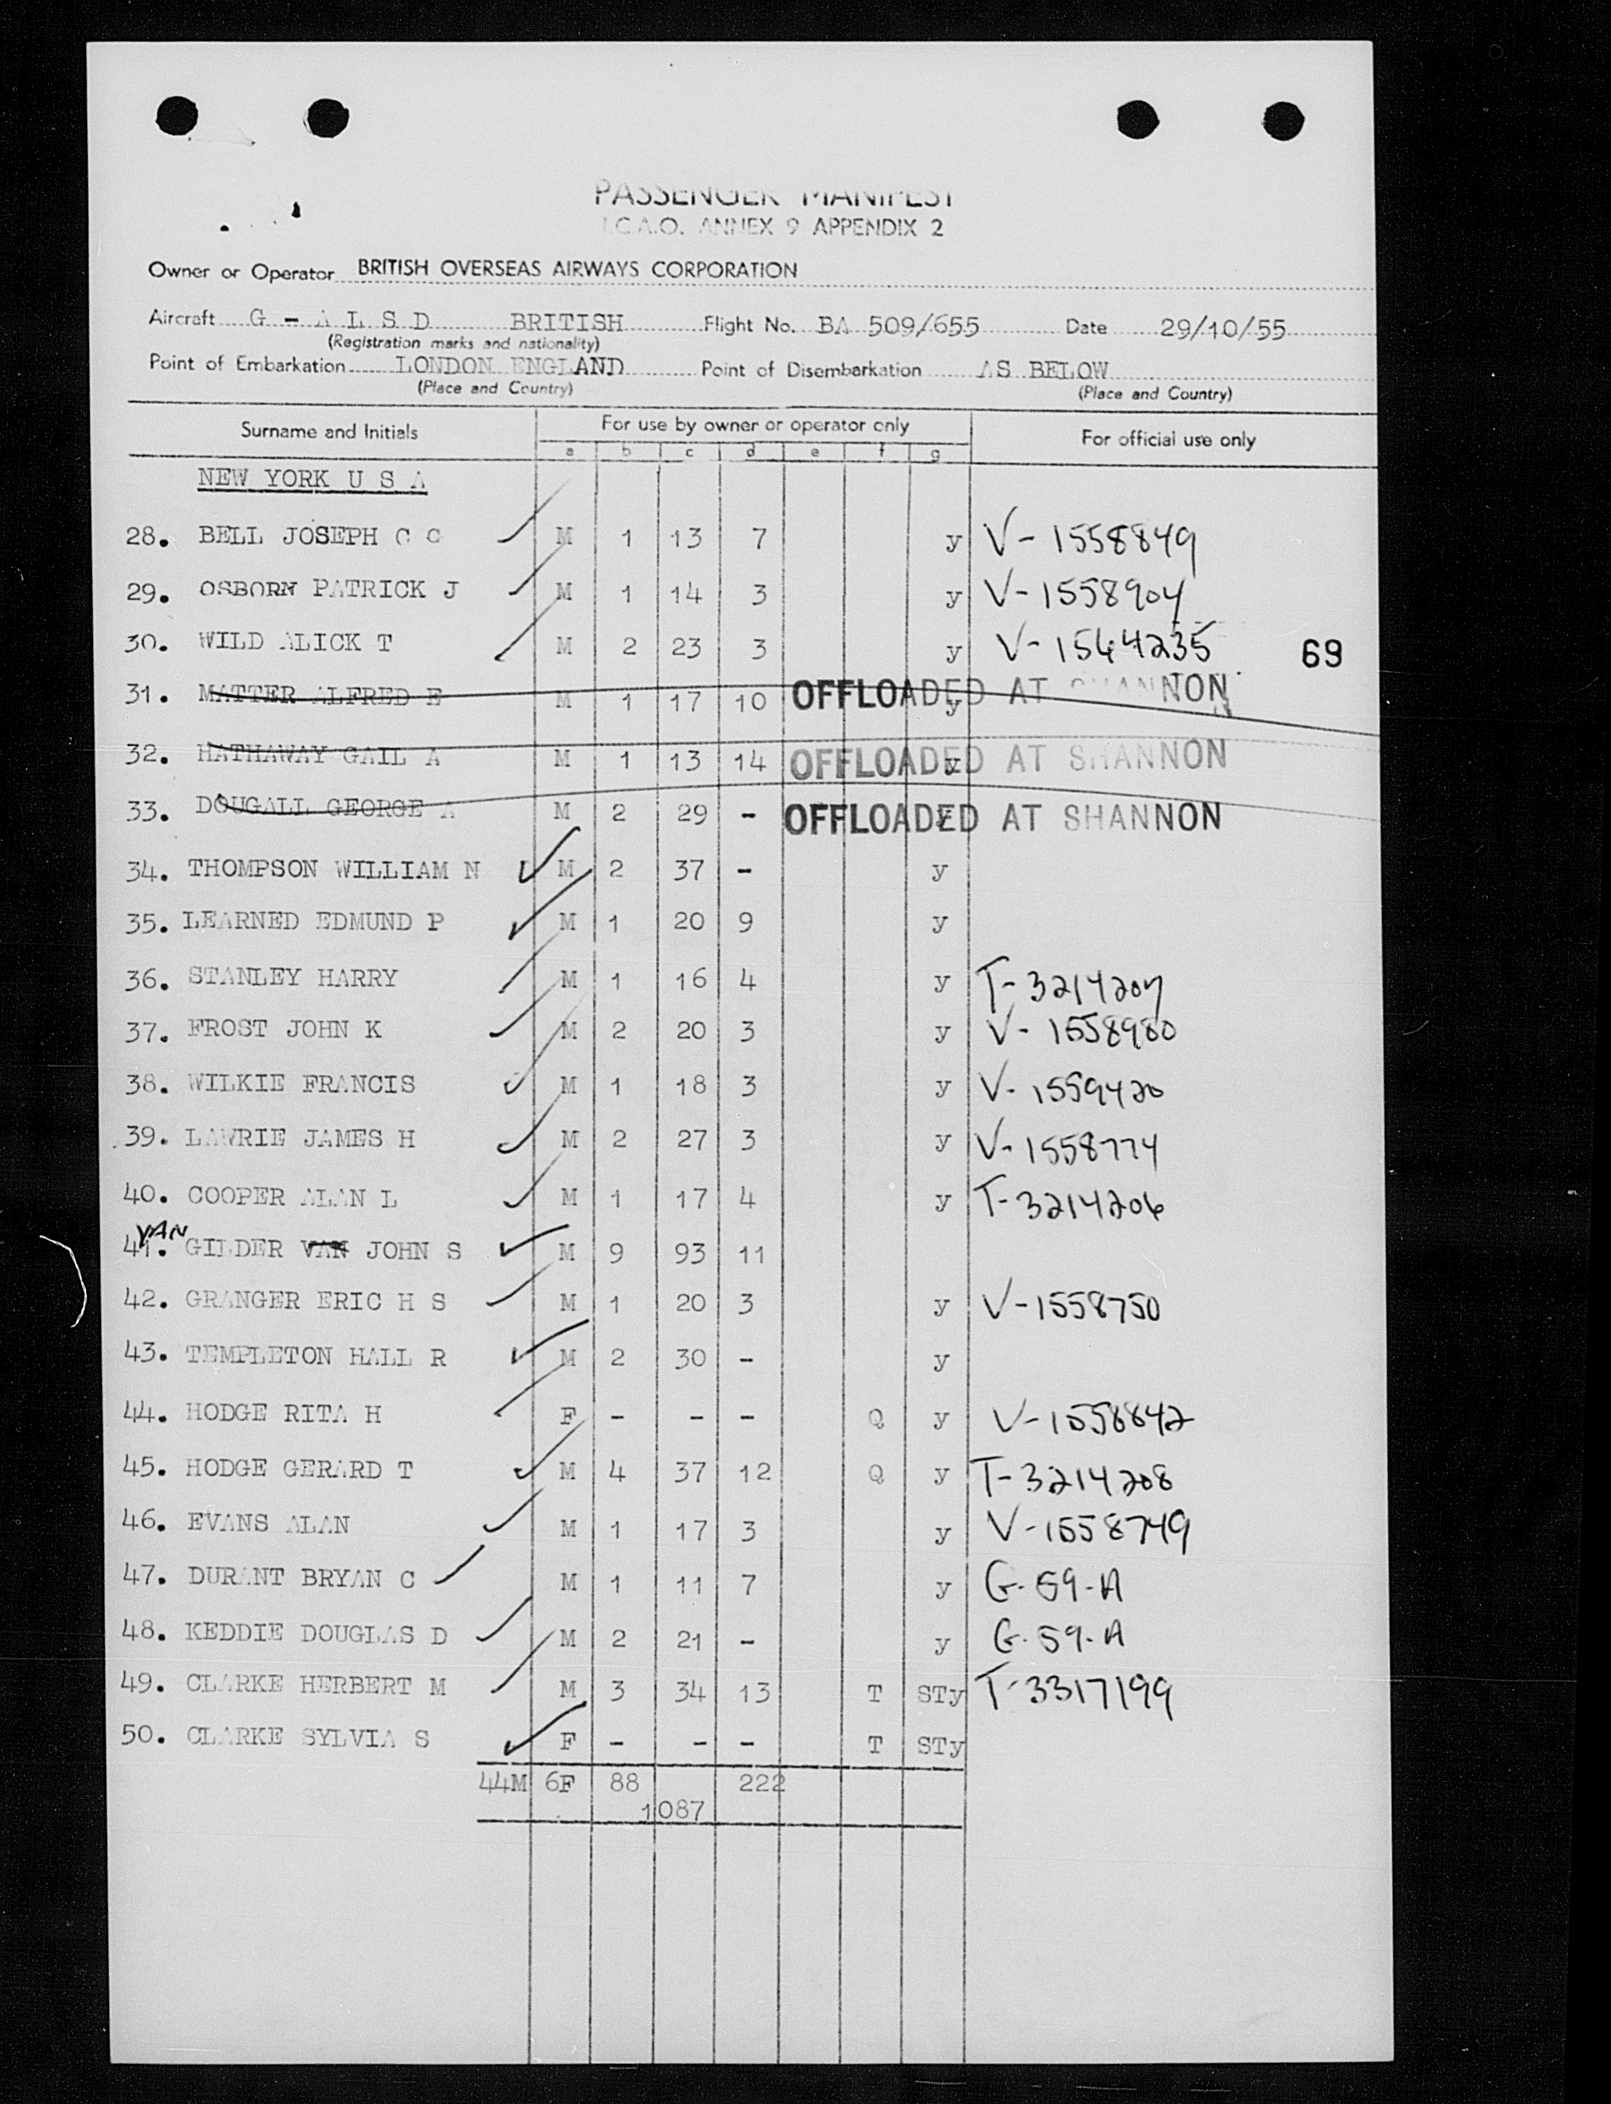 PASSENGER MANIFEST
I.C.A.O. ANNEX 9 APPENDIX 2
Owner or Operator BRITISH OVERSEAS AIRWAYS CORPORATION
Aircraft G - A L S D BRITISH Flight No. BA 509/655 Date 29/10/55
(Registration marks and nationality)
Point of Embarkation LONDON ENGLAND Point of Disembarkation AS BELOW
(Place and Country) (Place and Country)
Surname and Initials For use by owner or operator only For official use only
a b c d e f g
NEW YORK U S A
28. BELL JOSEPH C C M 1 13 7 y V-1558849
29. OSBORN PATRICK J M 1 14 3 y V-1558904
30. WILD ALICK T M 2 23 3 y V-1564235
69
31. MATTER ALFRED E M 1 17 10 y OFFLOADED AT SHANNON
32. HATHAWAY GAIL A M 1 13 14 y OFFLOADED AT SHANNON
33. DOUGALL GEORGE A M 2 29 - y OFFLOADED AT SHANNON
34. THOMPSON WILLIAM N M 2 37 - y
35. LEARNED EDMUND P M 1 20 9 y
36. STANLEY HARRY M 1 16 4 y T-3214207
37. FROST JOHN K M 2 20 3 y V-1558980
38. WILKIE FRANCIS M 1 18 3 y V-1559420
39. LAWRIE JAMES H M 2 27 3 y V-1558774
40. COOPER ALAN L M 1 17 4 y T-3214206
VAN
41. GILDER VAN JOHN S M 9 93 11
42. GRANGER ERIC H S M 1 20 3 y V-1558750
43. TEMPLETON HALL R M 2 30 - y
44. HODGE RITA H F - - - Q y V-1558842
45. HODGE GERARD T M 4 37 12 Q y T-3214208
46. EVANS ALAN M 1 17 3 y V-1558749
47. DURANT BRYAN C M 1 11 7 y G-59-A
48. KEDDIE DOUGLAS D M 2 21 - y G-59-A
49. CLARKE HERBERT M M 3 34 13 T STy T-3317199
50. CLARKE SYLVIA S F - - - T STy
44M 6F 88 222
1087